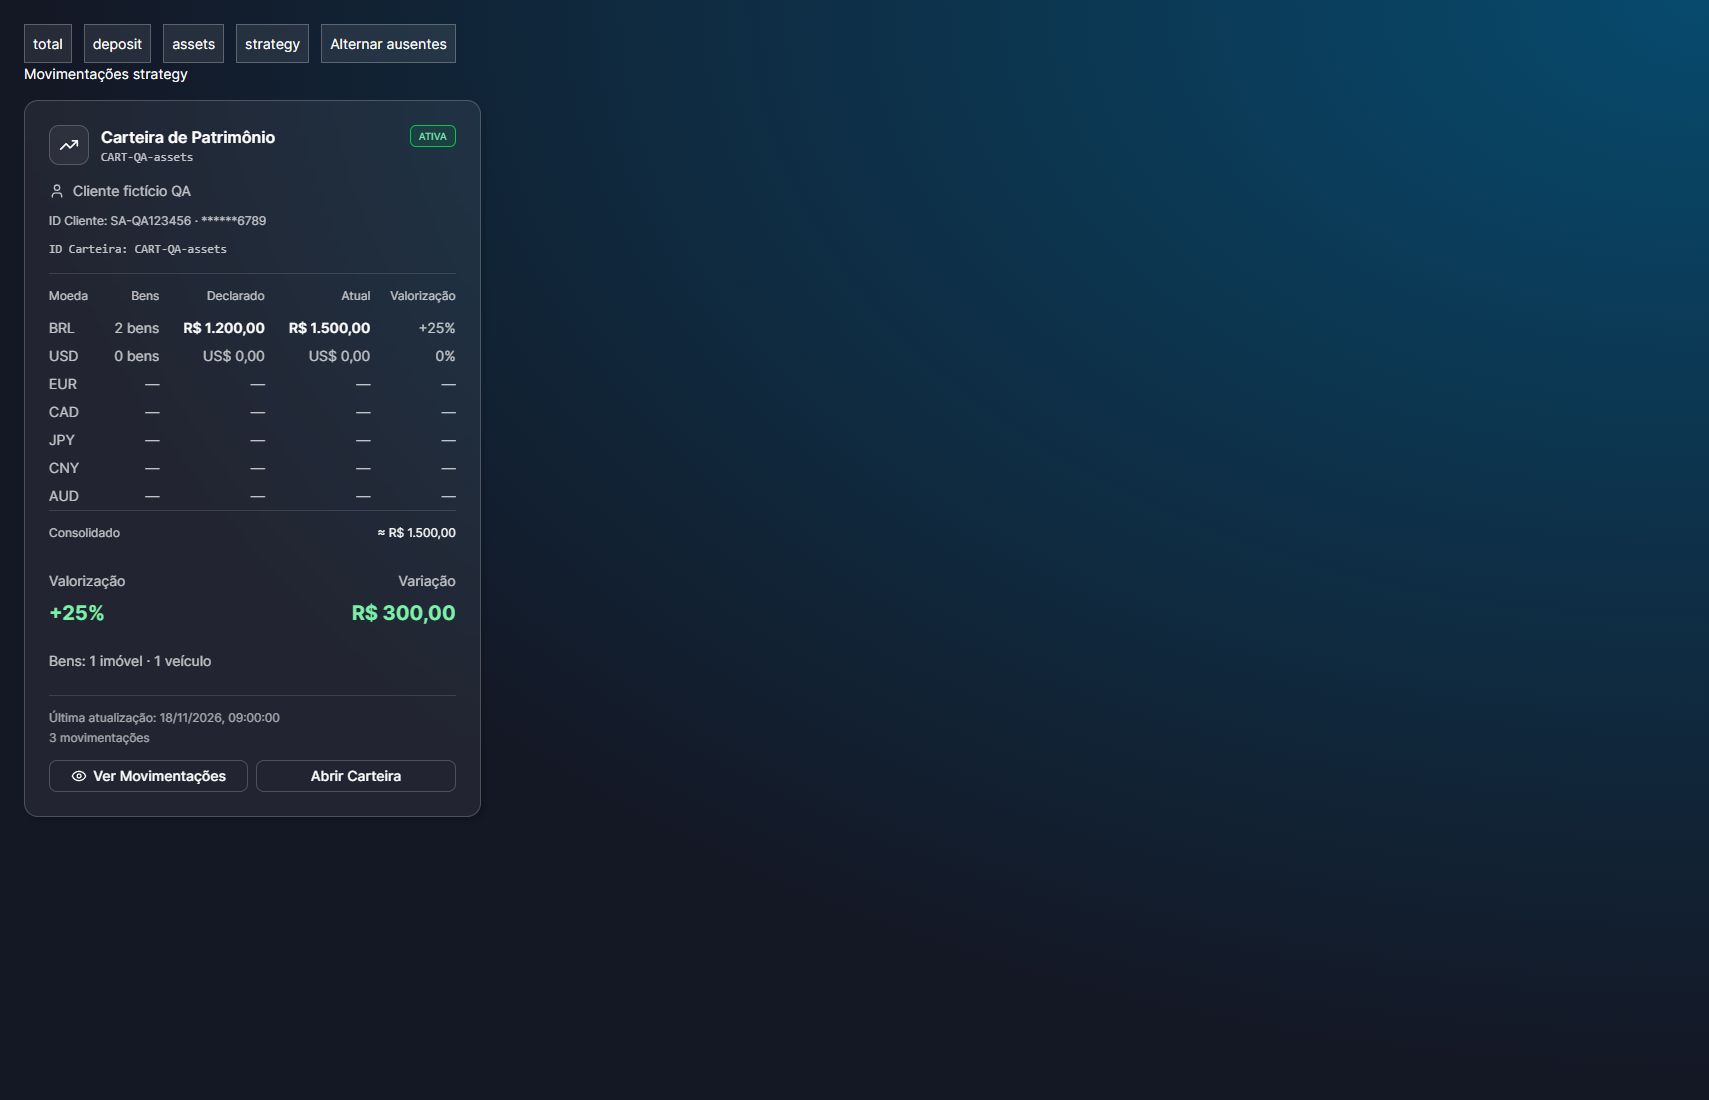 total deposit assets strategy Alternar ausentes
Movimentações strategy
Carteira de Patrimônio ATIVA
CART-QA-assets
Cliente fictício QA
ID Cliente: SA-QA123456 · ******6789
ID Carteira: CART-QA-assets
Moeda Bens Declarado Atual Valorização
BRL 2 bens R$ 1.200,00 R$ 1.500,00 +25%
USD 0 bens US$ 0,00 US$ 0,00 0%
EUR — — — —
CAD — — — —
JPY — — — —
CNY — — — —
AUD — — — —
Consolidado ≈ R$ 1.500,00
Valorização Variação
+25% R$ 300,00
Bens: 1 imóvel · 1 veículo
Última atualização: 18/11/2026, 09:00:00
3 movimentações
Ver Movimentações Abrir Carteira